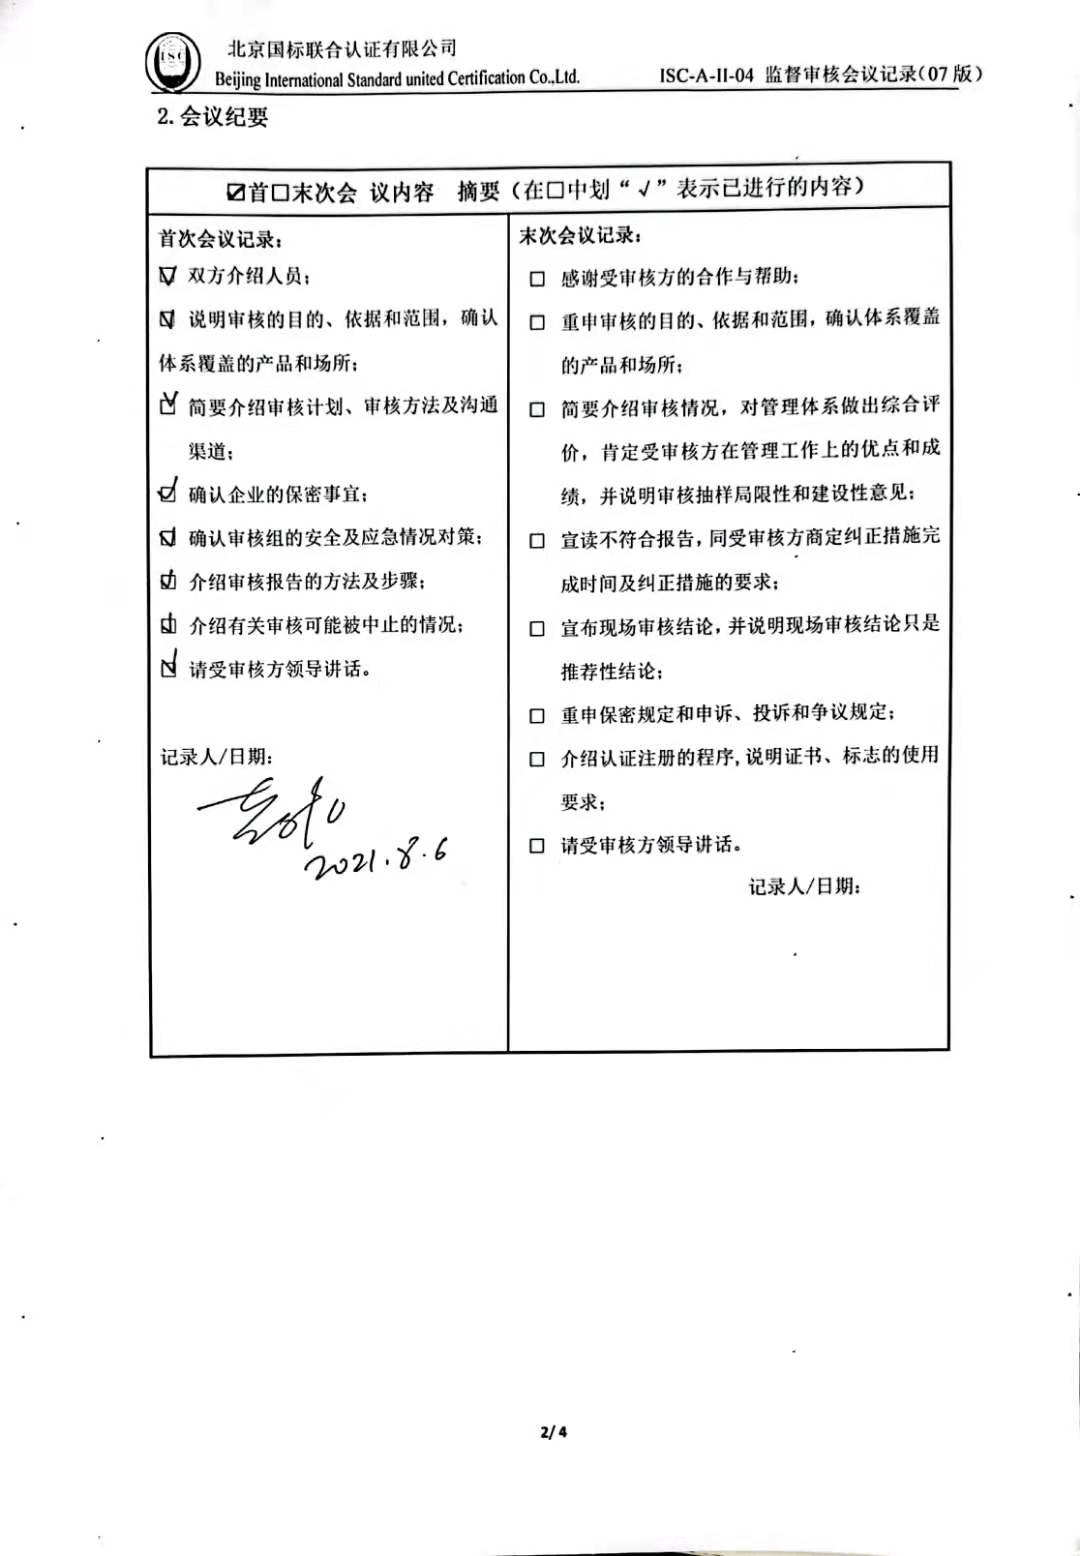 ISC
北京国标联合认证有限公司
Beijing International Standard united Certification Co.,Ltd.
ISC-A-II-04 监督审核会议记录(07版)
2. 会议纪要
☑首□末次会 议内容 摘要(在□中划“√”表示已进行的内容)
首次会议记录:
☑ 双方介绍人员;
☑ 说明审核的目的、依据和范围,确认
体系覆盖的产品和场所;
☑ 简要介绍审核计划、审核方法及沟通
渠道;
☑ 确认企业的保密事宜;
☑ 确认审核组的安全及应急情况对策;
☑ 介绍审核报告的方法及步骤;
☑ 介绍有关审核可能被中止的情况;
☑ 请受审核方领导讲话。
记录人/日期:
2021.8.6
末次会议记录:
□ 感谢受审核方的合作与帮助;
□ 重申审核的目的、依据和范围,确认体系覆盖
的产品和场所;
□ 简要介绍审核情况,对管理体系做出综合评
价,肯定受审核方在管理工作上的优点和成
绩,并说明审核抽样局限性和建设性意见;
□ 宣读不符合报告,同受审核方商定纠正措施完
成时间及纠正措施的要求;
□ 宣布现场审核结论,并说明现场审核结论只是
推荐性结论;
□ 重申保密规定和申诉、投诉和争议规定;
□ 介绍认证注册的程序,说明证书、标志的使用
要求;
□ 请受审核方领导讲话。
记录人/日期:
2/4